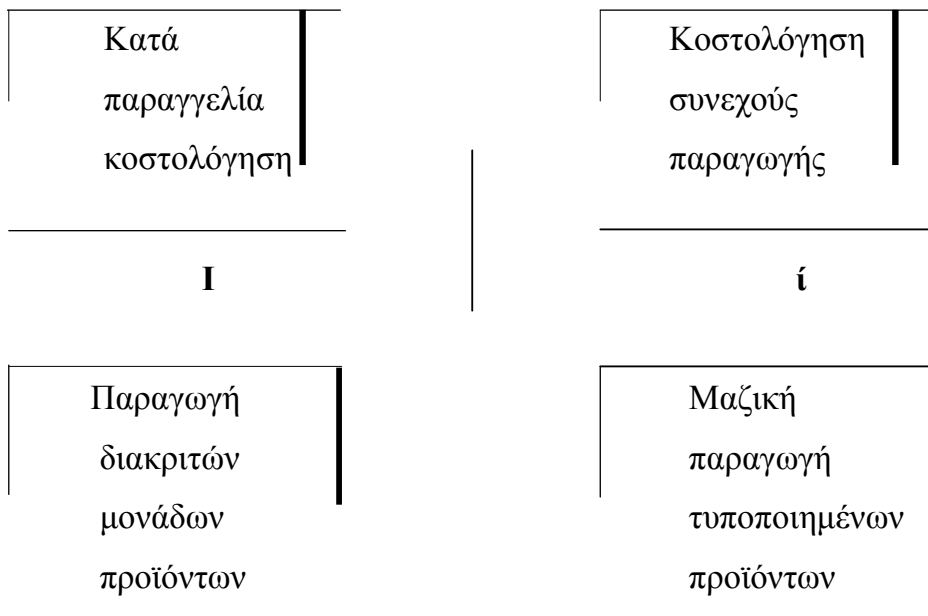 Κατά
παραγγελία
κοστολόγηση
Κοστολόγηση
συνεχούς
παραγωγής
I
ί
Παραγωγή
διακριτών
μονάδων
προϊόντων
Μαζική
παραγωγή
τυποποιημένων
προϊόντων